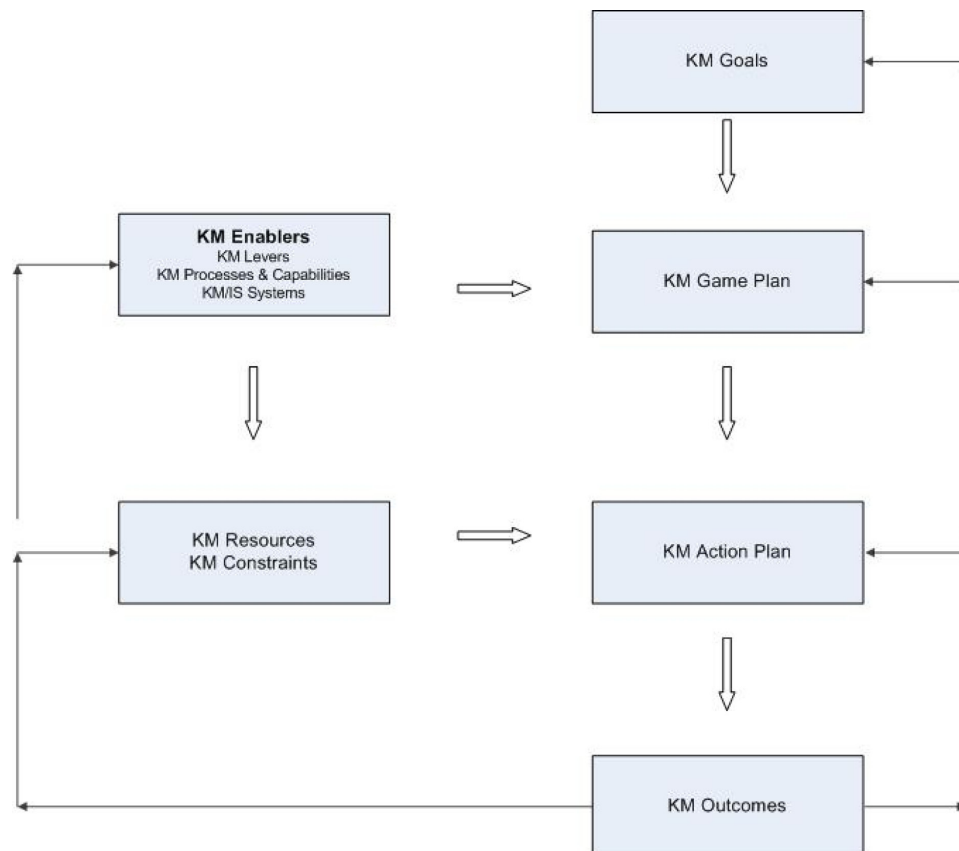 KM Goals
KM Enablers
KM Levers
KM Processes & Capabilities
KM/IS Systems
KM Game Plan
KM Resources
KM Constraints
KM Action Plan
KM Outcomes